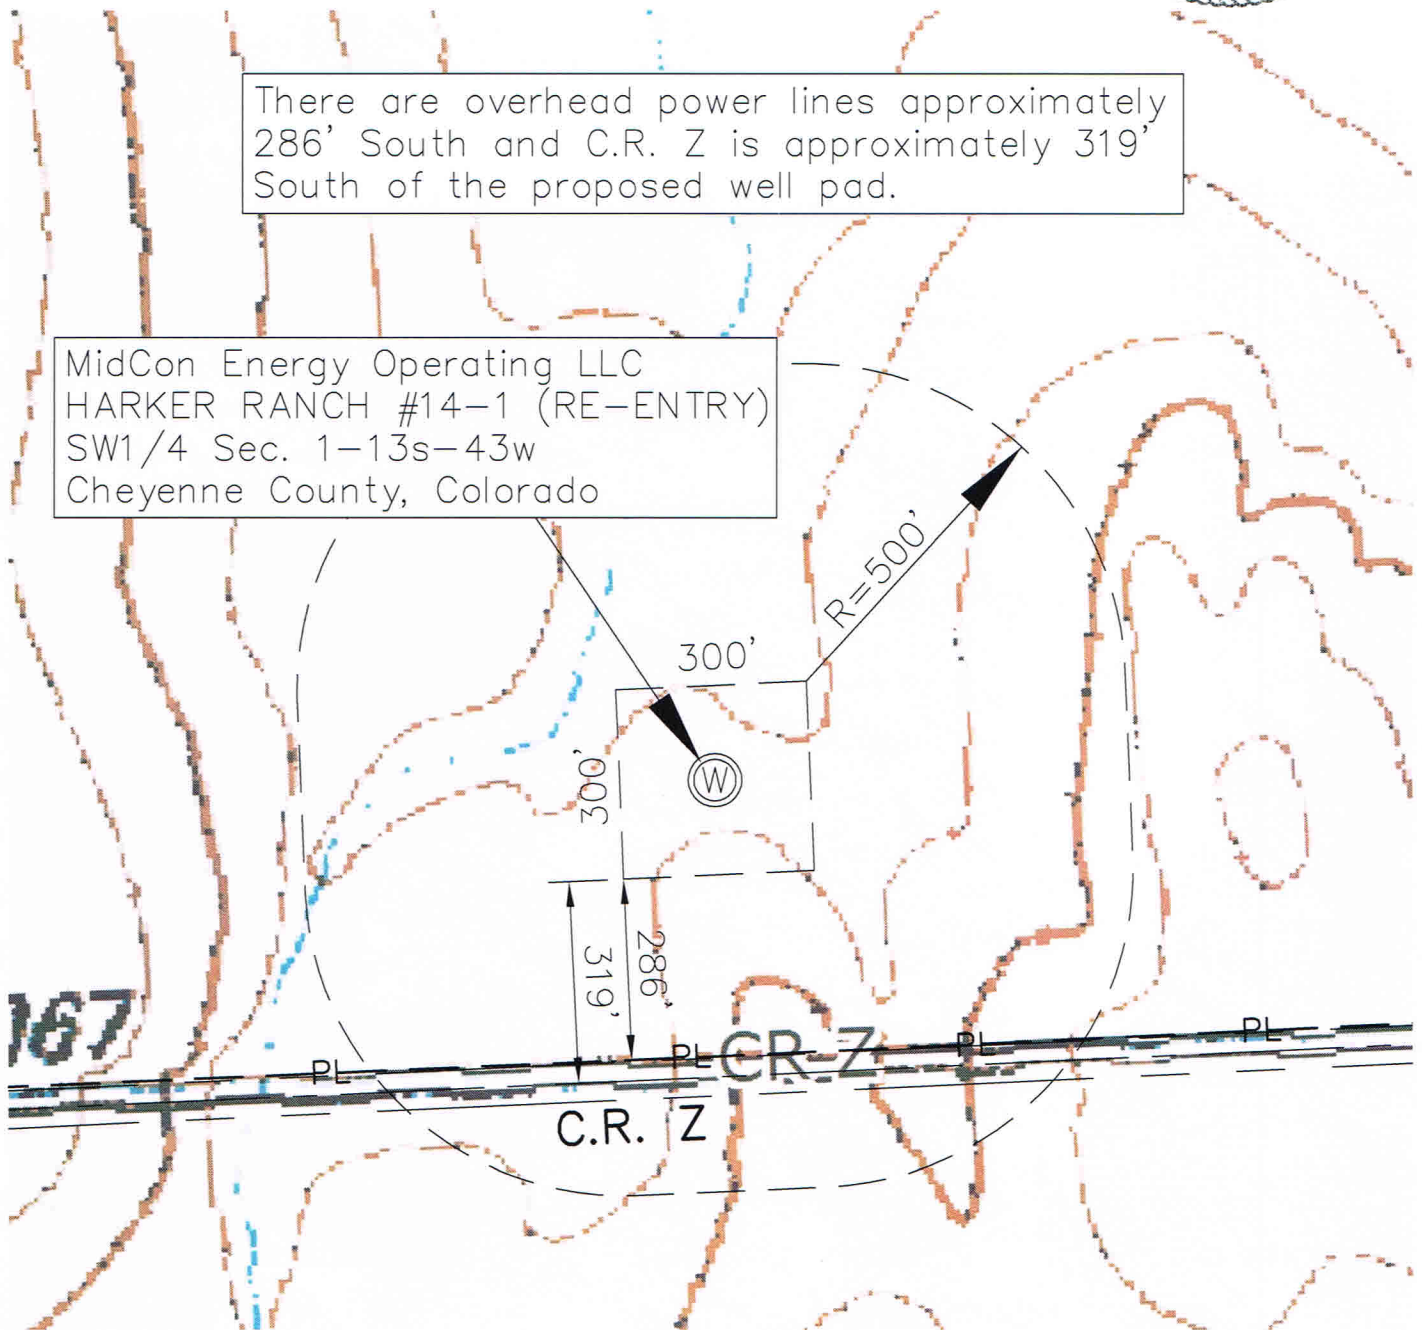 There are overhead power lines approximately
286' South and C.R. Z is approximately 319'
South of the proposed well pad.
MidCon Energy Operating LLC
HARKER RANCH #14-1 (RE-ENTRY)
SW1/4 Sec. 1-13s-43w
Cheyenne County, Colorado
R=500'
300'
300'
W
319'
286'
167
PL
PL
CR Z
PL
PL
C.R. Z